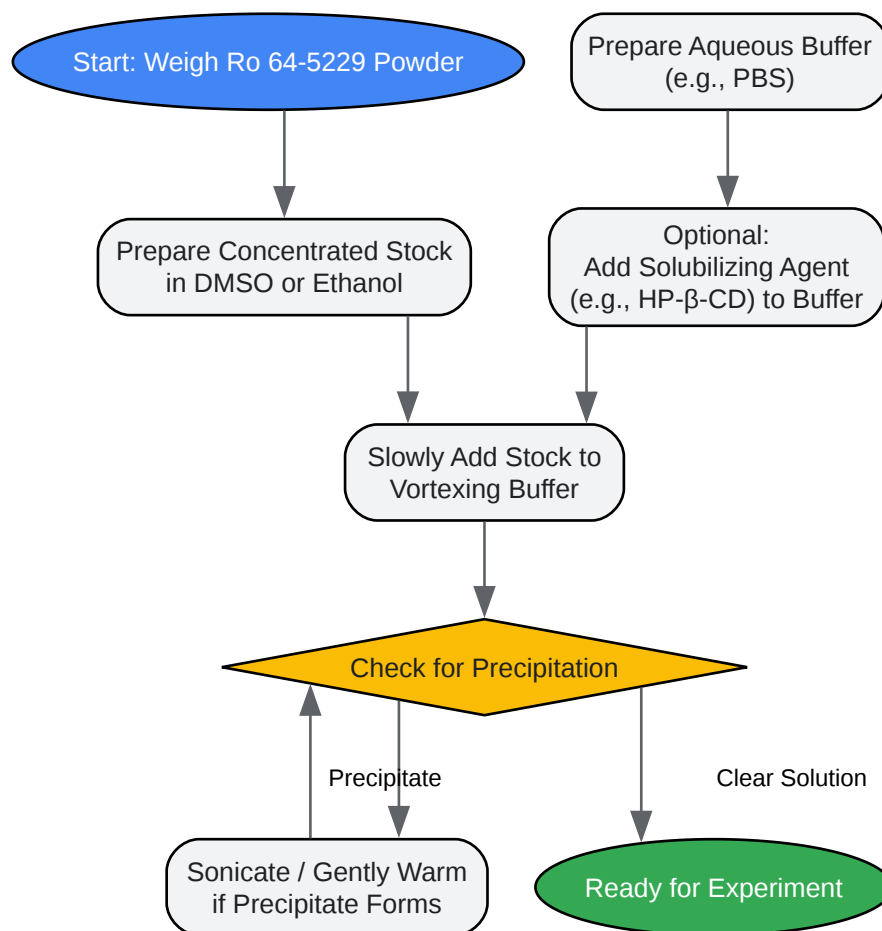 Start: Weigh Ro 64-5229 Powder
Prepare Aqueous Buffer
(e.g., PBS)
Prepare Concentrated Stock
in DMSO or Ethanol
Optional:
Add Solubilizing Agent
(e.g., HP-β-CD) to Buffer
Slowly Add Stock to
Vortexing Buffer
Check for Precipitation
Precipitate
Clear Solution
Sonicate / Gently Warm
if Precipitate Forms
Ready for Experiment